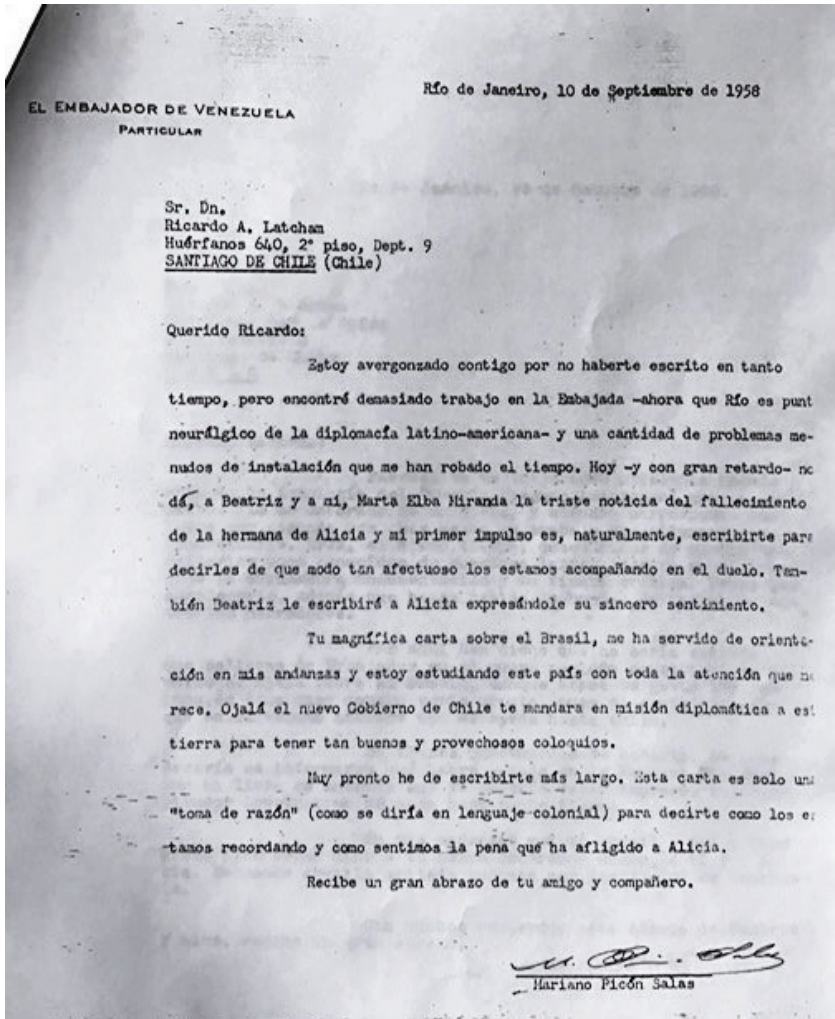 Río de Janeiro, 10 de Septiembre de 1958
EL EMBAJADOR DE VENEZUELA
PARTICULAR
Sr. Dn.
Ricardo A. Latcham
Huérfanos 640, 2° piso, Dept. 9
SANTIAGO DE CHILE (Chile)
Querido Ricardo:
Estoy avergonzado contigo por no haberte escrito en tanto
tiempo, pero encontré demasiado trabajo en la Embajada -ahora que Río es punt
neurálgico de la diplomacía latino-americana- y una cantidad de problemas me-
nudos de instalación que me han robado el tiempo. Hoy -y con gran retardo- no
dá, a Beatriz y a mi, Marta Elba Miranda la triste noticia del fallecimiento
de la hermana de Alicia y mi primer impulso es, naturalmente, escribirte para
decirles de que modo tan afectuoso los estamos acompañando en el duelo. Tam-
bién Beatriz le escribirá a Alicia expresándole su sincero sentimiento.
Tu magnífica carta sobre el Brasil, me ha servido de orienta-
ción en mis andanzas y estoy estudiando este país con toda la atención que me
rece. Ojalá el nuevo Gobierno de Chile te mandara en misión diplomática a est
tierra para tener tan buenos y provechosos coloquios.
Muy pronto he de escribirte más largo. Esta carta es solo una
"toma de razón" (como se diría en lenguaje colonial) para decirte como los es
tamos recordando y como sentimos la pena que ha afligido a Alicia.
Recibe un gran abrazo de tu amigo y compañero.
M. Picón Salas
Mariano Picón Salas